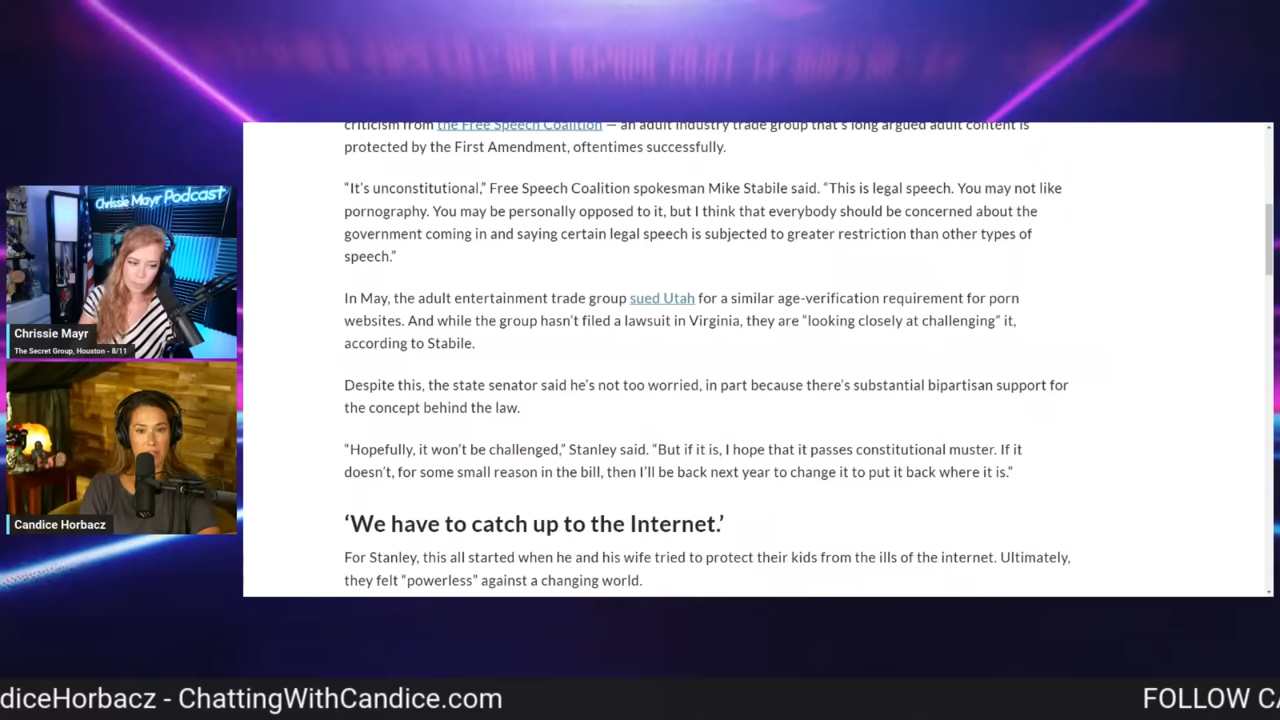 criticism from the Free Speech Coalition — an adult industry trade group that's long argued adult content is
protected by the First Amendment, oftentimes successfully.
“It's unconstitutional,” Free Speech Coalition spokesman Mike Stabile said. “This is legal speech. You may not like
pornography. You may be personally opposed to it, but I think that everybody should be concerned about the
government coming in and saying certain legal speech is subjected to greater restriction than other types of
speech.”
In May, the adult entertainment trade group sued Utah for a similar age-verification requirement for porn
websites. And while the group hasn't filed a lawsuit in Virginia, they are “looking closely at challenging” it,
according to Stabile.
Despite this, the state senator said he's not too worried, in part because there's substantial bipartisan support for
the concept behind the law.
“Hopefully, it won't be challenged,” Stanley said. “But if it is, I hope that it passes constitutional muster. If it
doesn't, for some small reason in the bill, then I'll be back next year to change it to put it back where it is.”
‘We have to catch up to the Internet.’
For Stanley, this all started when he and his wife tried to protect their kids from the ills of the internet. Ultimately,
they felt “powerless” against a changing world.
Chrissie Mayr Podcast
Chrissie Mayr
The Secret Group, Houston - 8/11
Candice Horbacz
diceHorbacz - ChattingWithCandice.com
FOLLOW CA